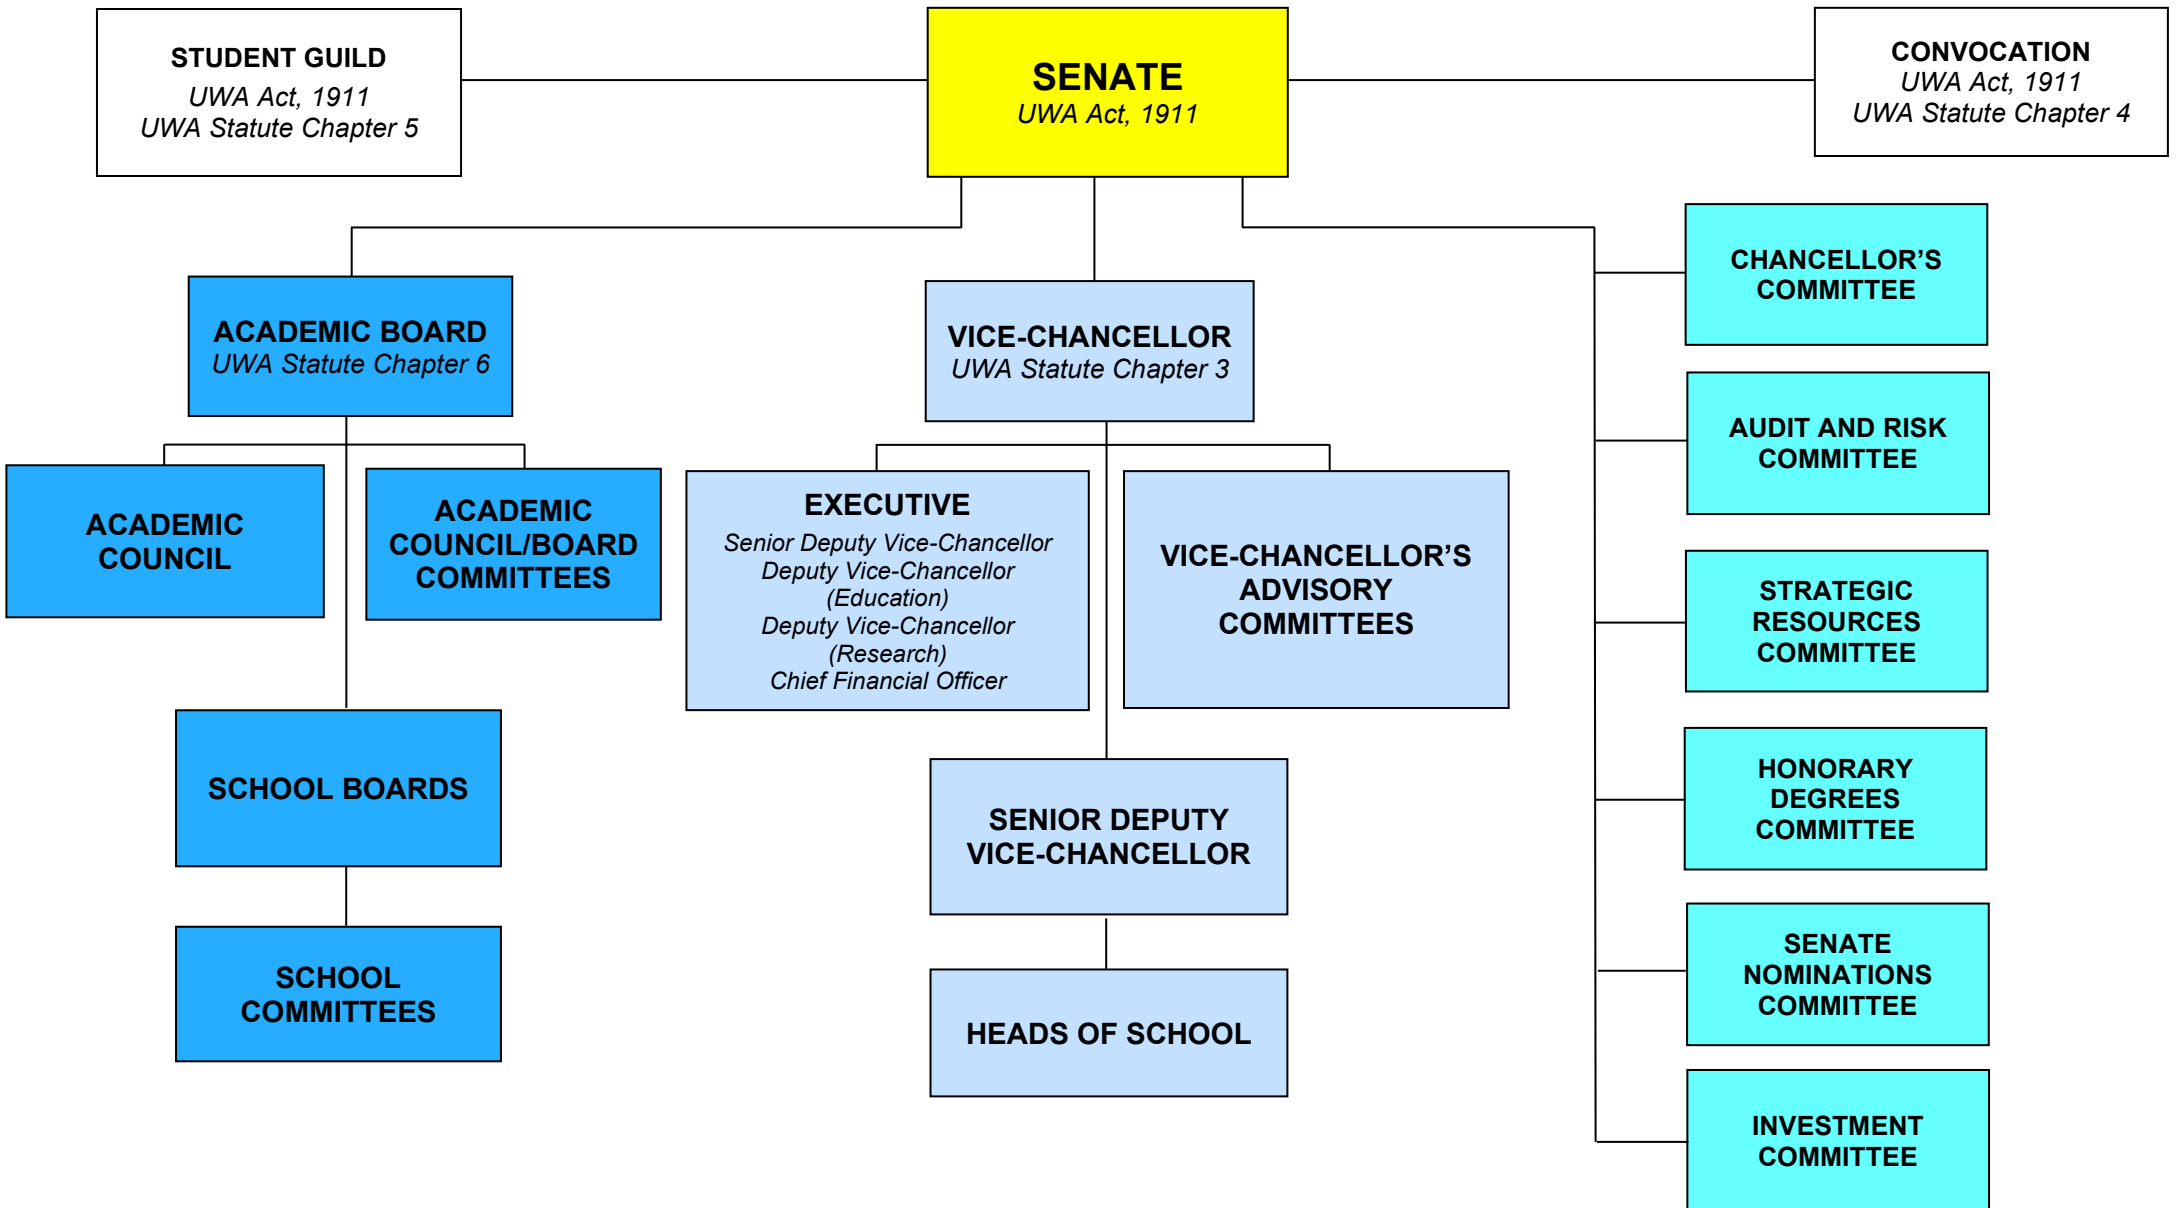 STUDENT GUILD
UWA Act, 1911
UWA Statute Chapter 5
SENATE
UWA Act, 1911
CONVOCATION
UWA Act, 1911
UWA Statute Chapter 4
ACADEMIC BOARD
UWA Statute Chapter 6
VICE-CHANCELLOR
UWA Statute Chapter 3
ACADEMIC
COUNCIL
ACADEMIC
COUNCIL/BOARD
COMMITTEES
EXECUTIVE
Senior Deputy Vice-Chancellor
Deputy Vice-Chancellor
(Education)
Deputy Vice-Chancellor
(Research)
Chief Financial Officer
VICE-CHANCELLOR’S
ADVISORY
COMMITTEES
SCHOOL BOARDS
SENIOR DEPUTY
VICE-CHANCELLOR
SCHOOL
COMMITTEES
HEADS OF SCHOOL
CHANCELLOR’S
COMMITTEE
AUDIT AND RISK
COMMITTEE
STRATEGIC
RESOURCES
COMMITTEE
HONORARY
DEGREES
COMMITTEE
SENATE
NOMINATIONS
COMMITTEE
INVESTMENT
COMMITTEE